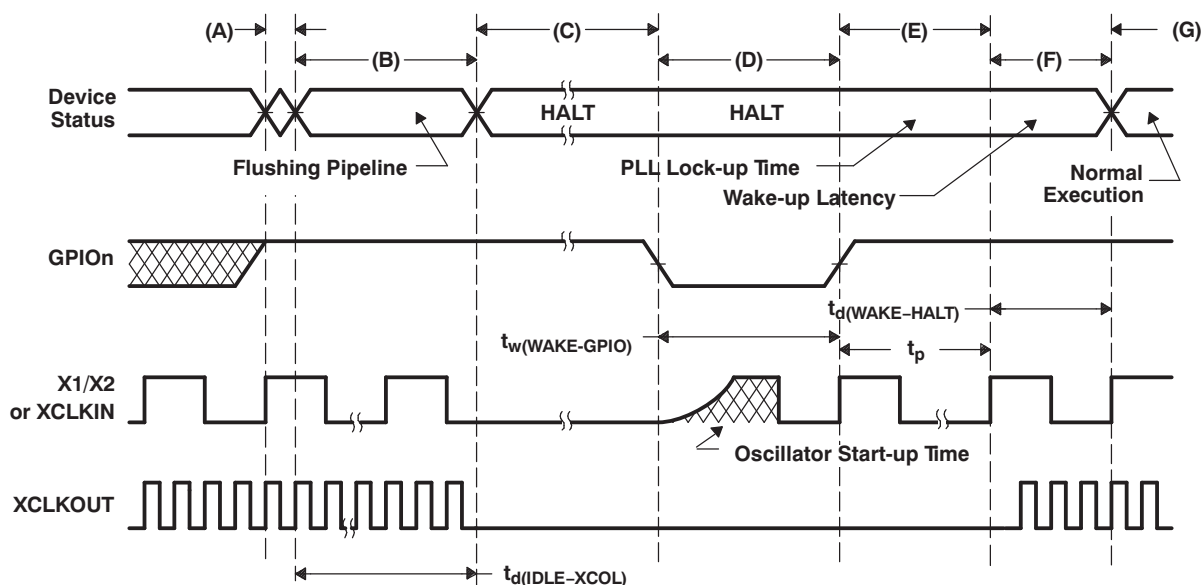 (A)
(C)
(E)
(G)
(B)
(D)
(F)
Device
Status
HALT
HALT
Flushing Pipeline
PLL Lock-up Time
Wake-up Latency
Normal
Execution
GPIOn
td(WAKE–HALT)
tw(WAKE-GPIO)
tp
X1/X2
or XCLKIN
Oscillator Start-up Time
XCLKOUT
td(IDLE–XCOL)